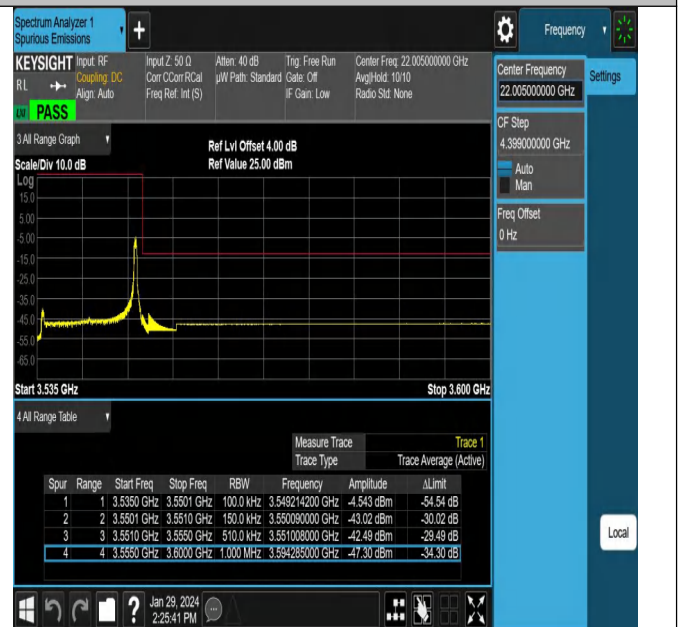 Spectrum Analyzer 1
Spurious Emissions
+
Frequency
KEYSIGHT
RL
LXI
PASS
Input: RF
Coupling: DC
Align: Auto
Input Z: 50 Ω
Corr CCorr RCal
Freq Ref: Int (S)
Atten: 40 dB
µW Path: Standard
Trig: Free Run
Gate: Off
IF Gain: Low
Center Freq: 22.005000000 GHz
Avg|Hold: 10/10
Radio Std: None
Center Frequency
22.005000000 GHz
Settings
CF Step
4.399000000 GHz
Auto
Man
Freq Offset
0 Hz
3 All Range Graph
Ref Lvl Offset 4.00 dB
Scale/Div 10.0 dB
Ref Value 25.00 dBm
Log
15.0
5.00
-5.00
-15.0
-25.0
-35.0
-45.0
-55.0
-65.0
Start 3.535 GHz
Stop 3.600 GHz
4 All Range Table
Measure Trace Trace 1
Trace Type Trace Average (Active)
Spur Range Start Freq Stop Freq RBW Frequency Amplitude ΔLimit
1 1 3.5350 GHz 3.5501 GHz 100.0 kHz 3.549214200 GHz -4.543 dBm -54.54 dB
2 2 3.5501 GHz 3.5510 GHz 150.0 kHz 3.550090000 GHz -43.02 dBm -30.02 dB
3 3 3.5510 GHz 3.5550 GHz 510.0 kHz 3.551008000 GHz -42.49 dBm -29.49 dB
4 4 3.5550 GHz 3.6000 GHz 1.000 MHz 3.594285000 GHz -47.30 dBm -34.30 dB
Local
?
Jan 29, 2024
2:25:41 PM